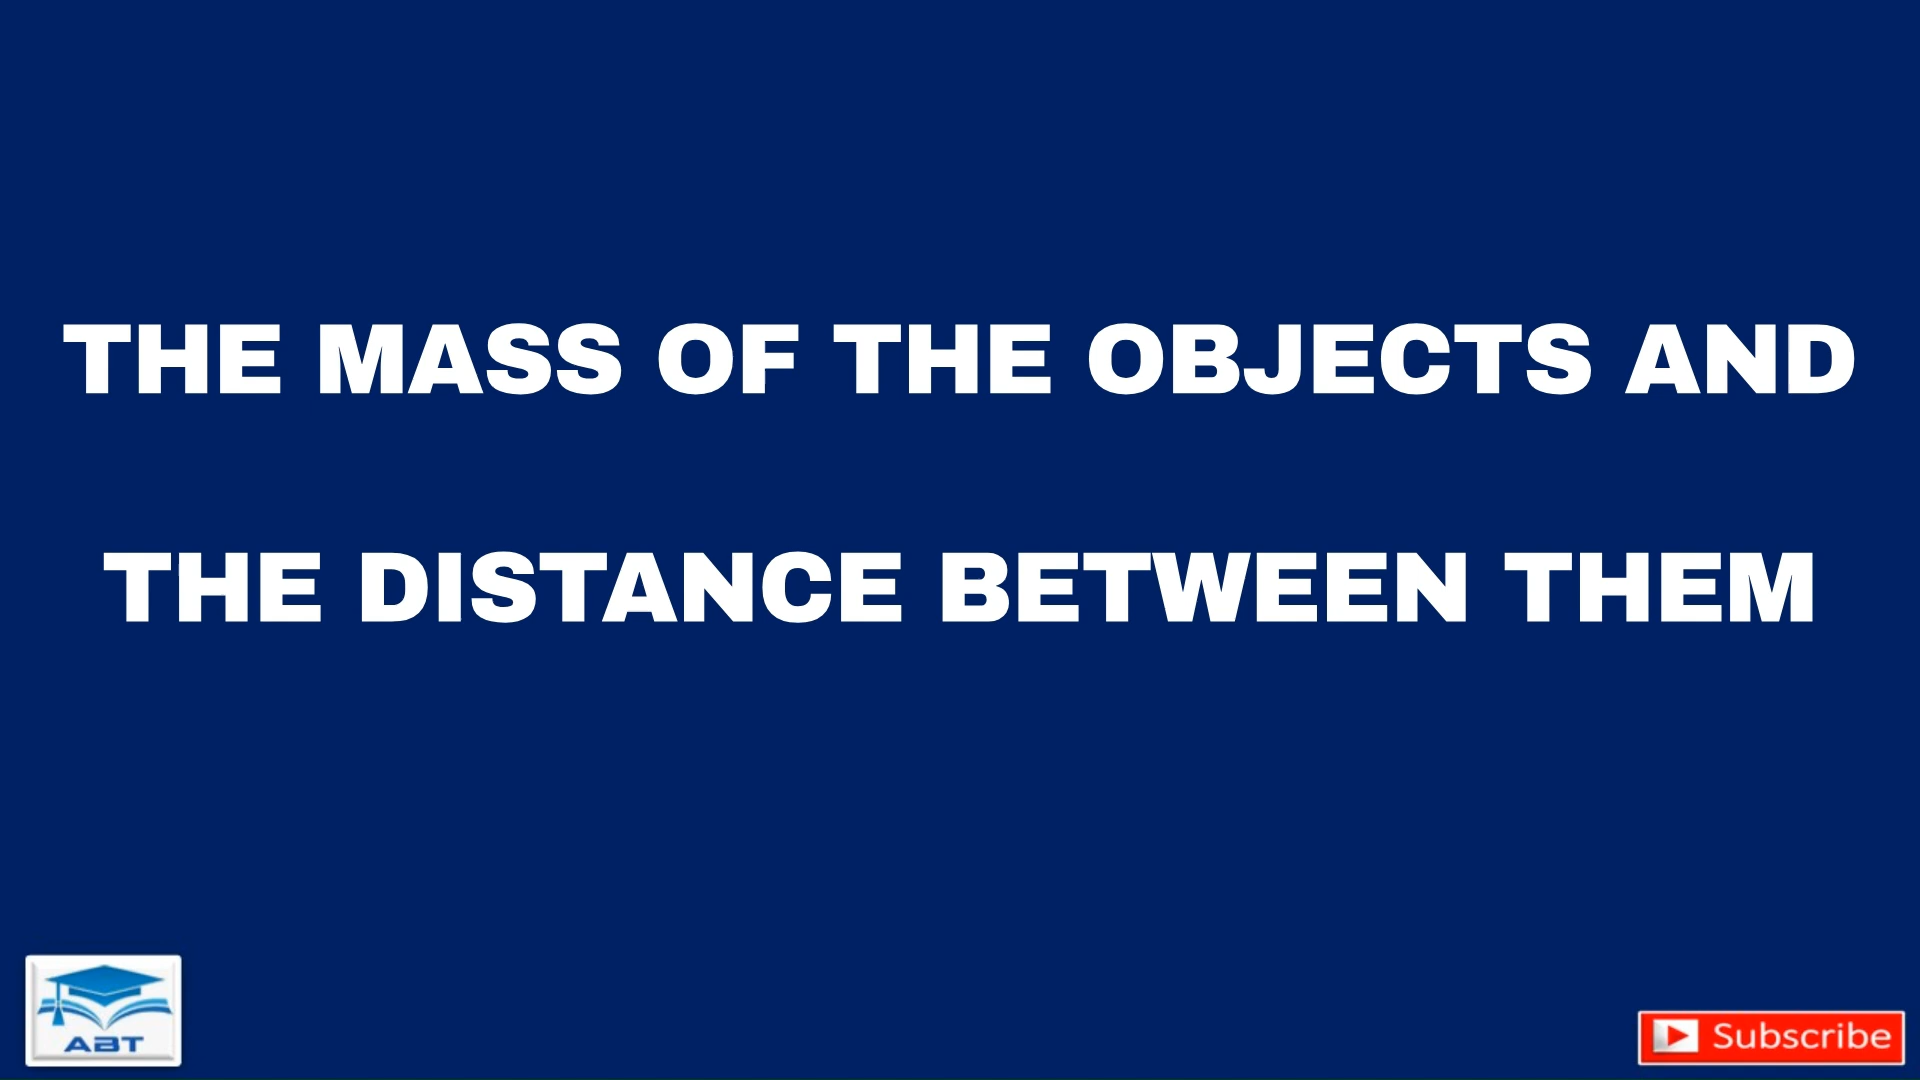 THE MASS OF THE OBJECTS AND
THE DISTANCE BETWEEN THEM
ABT
Subscribe